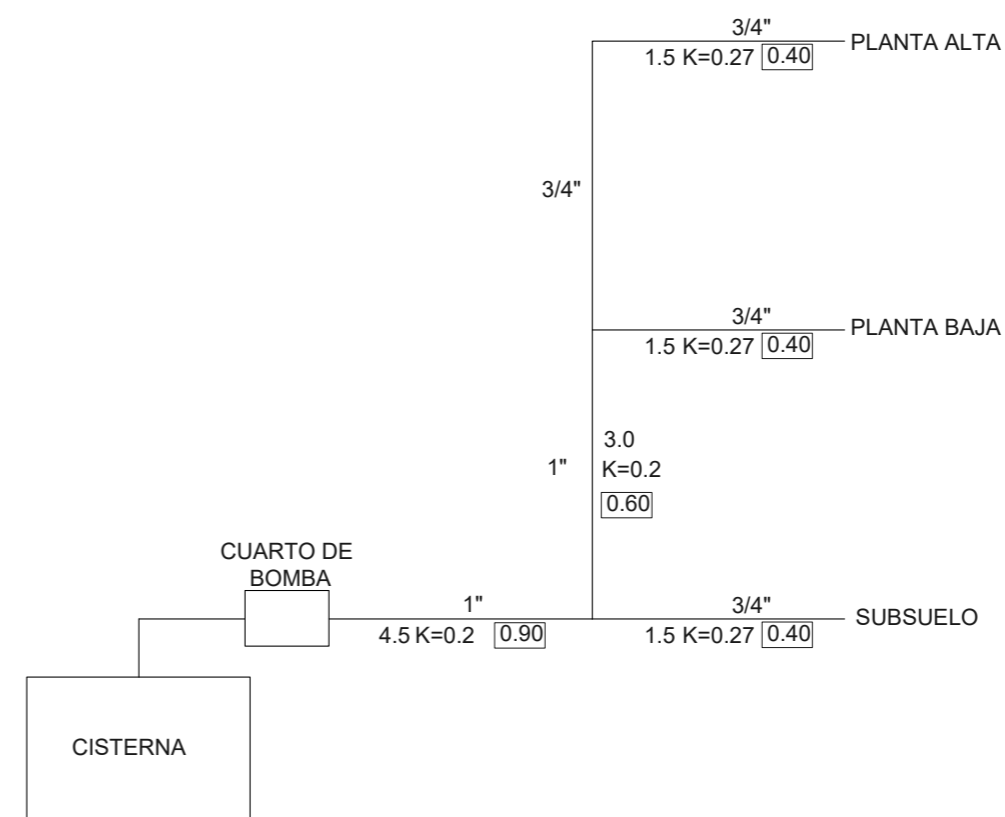 3/4"
PLANTA ALTA
1.5 K=0.27 0.40
3/4"
3/4"
PLANTA BAJA
1.5 K=0.27 0.40
3.0
1"
K=0.2
0.60
CUARTO DE
BOMBA
1"
3/4"
SUBSUELO
4.5 K=0.2 0.90
1.5 K=0.27 0.40
CISTERNA